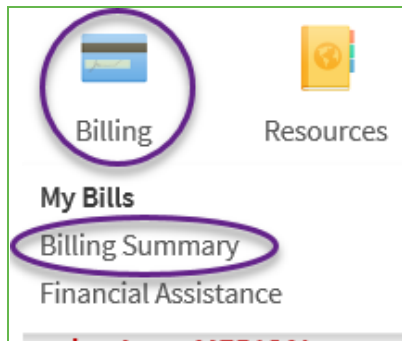 Billing Resources
My Bills
Billing Summary
Financial Assistance